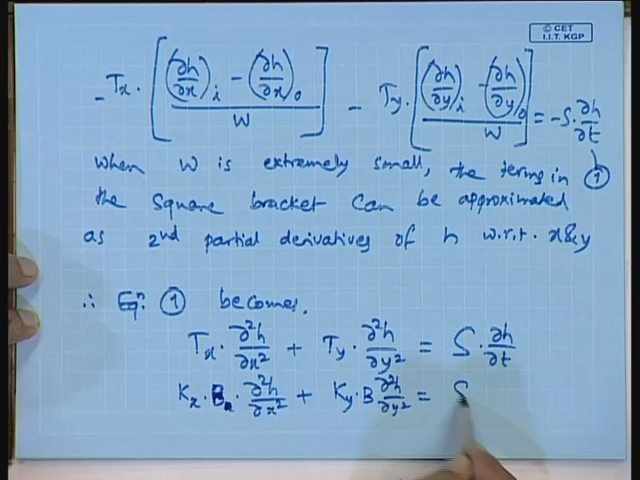 © CET
I.I.T. KGP
-Tx · [((∂h/∂x)i - (∂h/∂x)o)/W] - Ty · [((∂h/∂y)i - (∂h/∂y)o)/W] = -S · ∂h/∂t
when W is extremely small, the terms in ①
the square bracket can be approximated
as 2nd partial derivatives of h w.r.t. x&y
∴ Eqn. ① becomes,
Tx · ∂²h/∂x² + Ty · ∂²h/∂y² = S · ∂h/∂t
Kx · B · ∂²h/∂x² + Ky · B ∂²h/∂y² = S